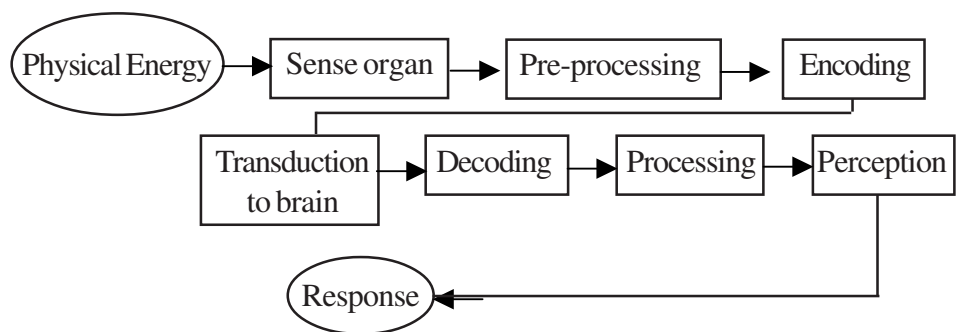 Physical Energy
Sense organ
Pre-processing
Encoding
Transduction
to brain
Decoding
Processing
Perception
Response